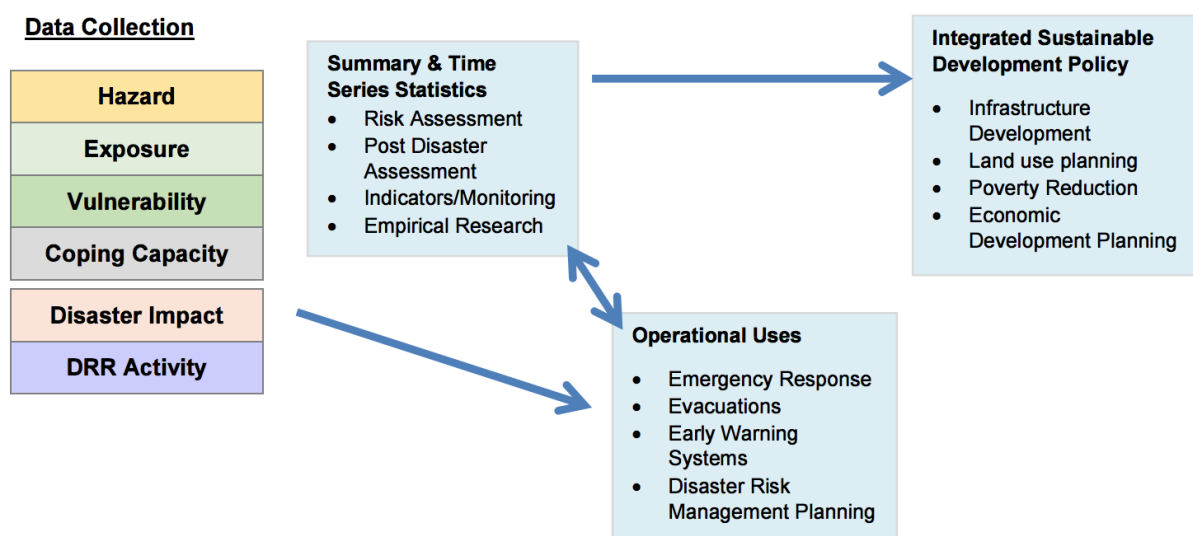 Data Collection
Hazard
Exposure
Vulnerability
Coping Capacity
Disaster Impact
DRR Activity
Summary & Time
Series Statistics
• Risk Assessment
• Post Disaster
Assessment
• Indicators/Monitoring
• Empirical Research
Integrated Sustainable
Development Policy
• Infrastructure
Development
• Land use planning
• Poverty Reduction
• Economic
Development Planning
Operational Uses
• Emergency Response
• Evacuations
• Early Warning
Systems
• Disaster Risk
Management Planning